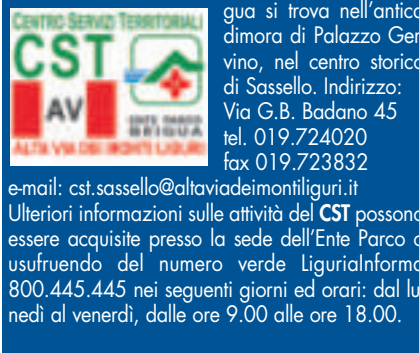 CENTRO SERVIZI TERRITORIALI
CST
AV
ENTE PARCO
BEIGUA
ALTA VIA DEI MONTI LIGURI
gua si trova nell'antica
dimora di Palazzo Ger
vino, nel centro storico
di Sassello. Indirizzo:
Via G.B. Badano 45
tel. 019.724020
fax 019.723832
e-mail: cst.sassello@altaviadeimontiliguri.it
Ulteriori informazioni sulle attività del CST possono
essere acquisite presso la sede dell'Ente Parco o
usufruendo del numero verde LiguriaInforma
800.445.445 nei seguenti giorni ed orari: dal lu
nedì al venerdì, dalle ore 9.00 alle ore 18.00.